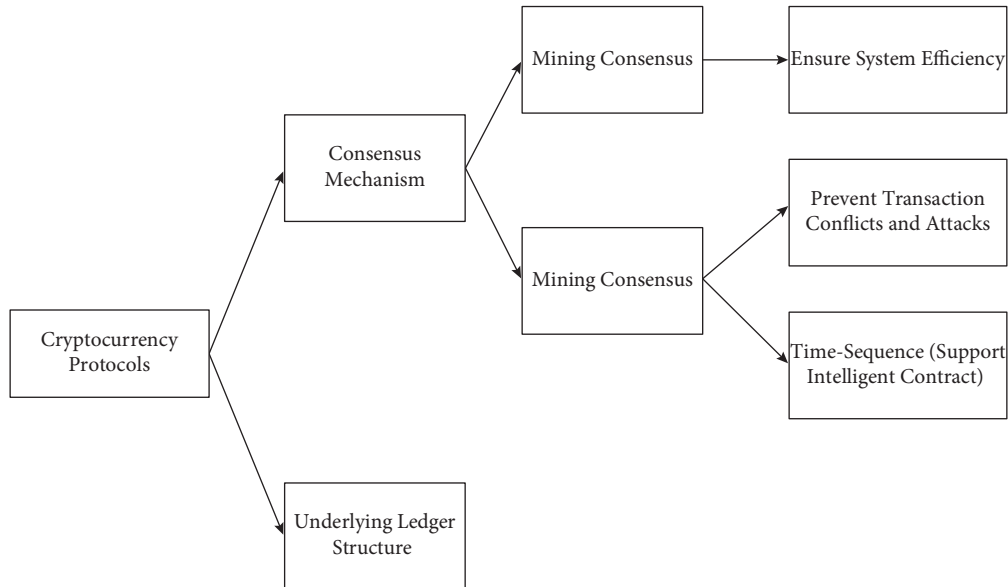 Cryptocurrency
Protocols
Consensus
Mechanism
Underlying Ledger
Structure
Mining Consensus
Mining Consensus
Ensure System Efficiency
Prevent Transaction
Conflicts and Attacks
Time-Sequence (Support
Intelligent Contract)